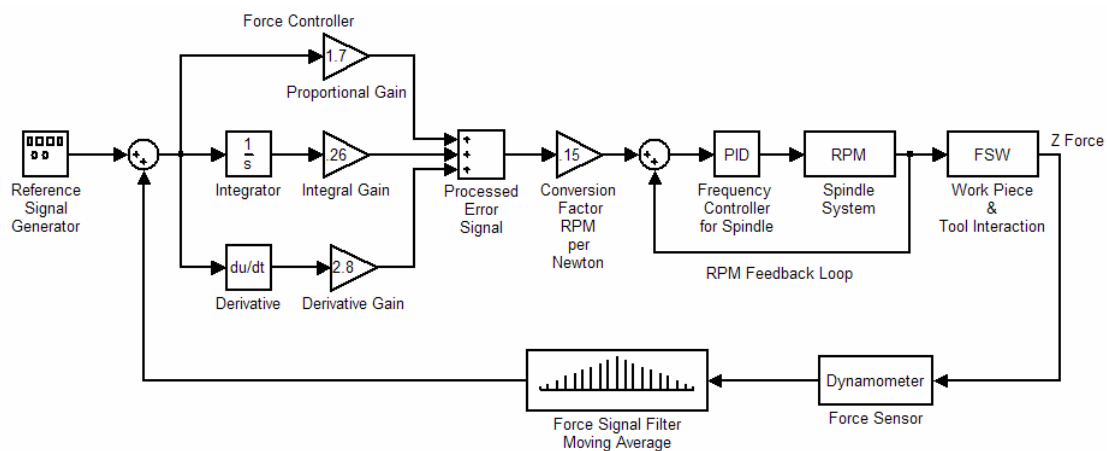 Force Controller
1.7
Proportional Gain
Reference
Signal
Generator
+
+
1
s
Integrator
.26
Integral Gain
du/dt
Derivative
2.8
Derivative Gain
+
+
+
Processed
Error
Signal
.15
Conversion
Factor
RPM
per
Newton
+
+
PID
Frequency
Controller
for Spindle
RPM
Spindle
System
RPM Feedback Loop
FSW
Work Piece
&
Tool Interaction
Z Force
Dynamometer
Force Sensor
Force Signal Filter
Moving Average